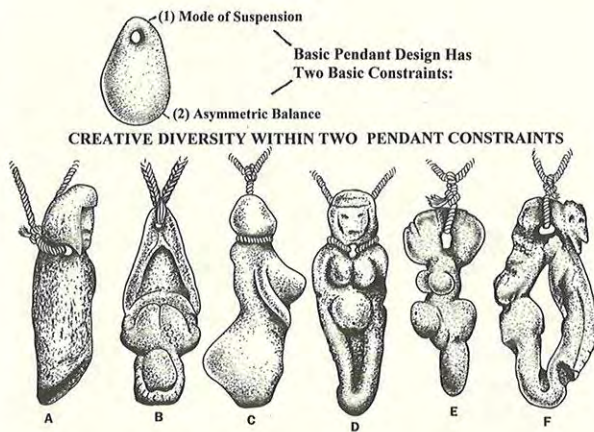 (1) Mode of Suspension
Basic Pendant Design Has
Two Basic Constraints:
(2) Asymmetric Balance
CREATIVE DIVERSITY WITHIN TWO PENDANT CONSTRAINTS
A B C D E F